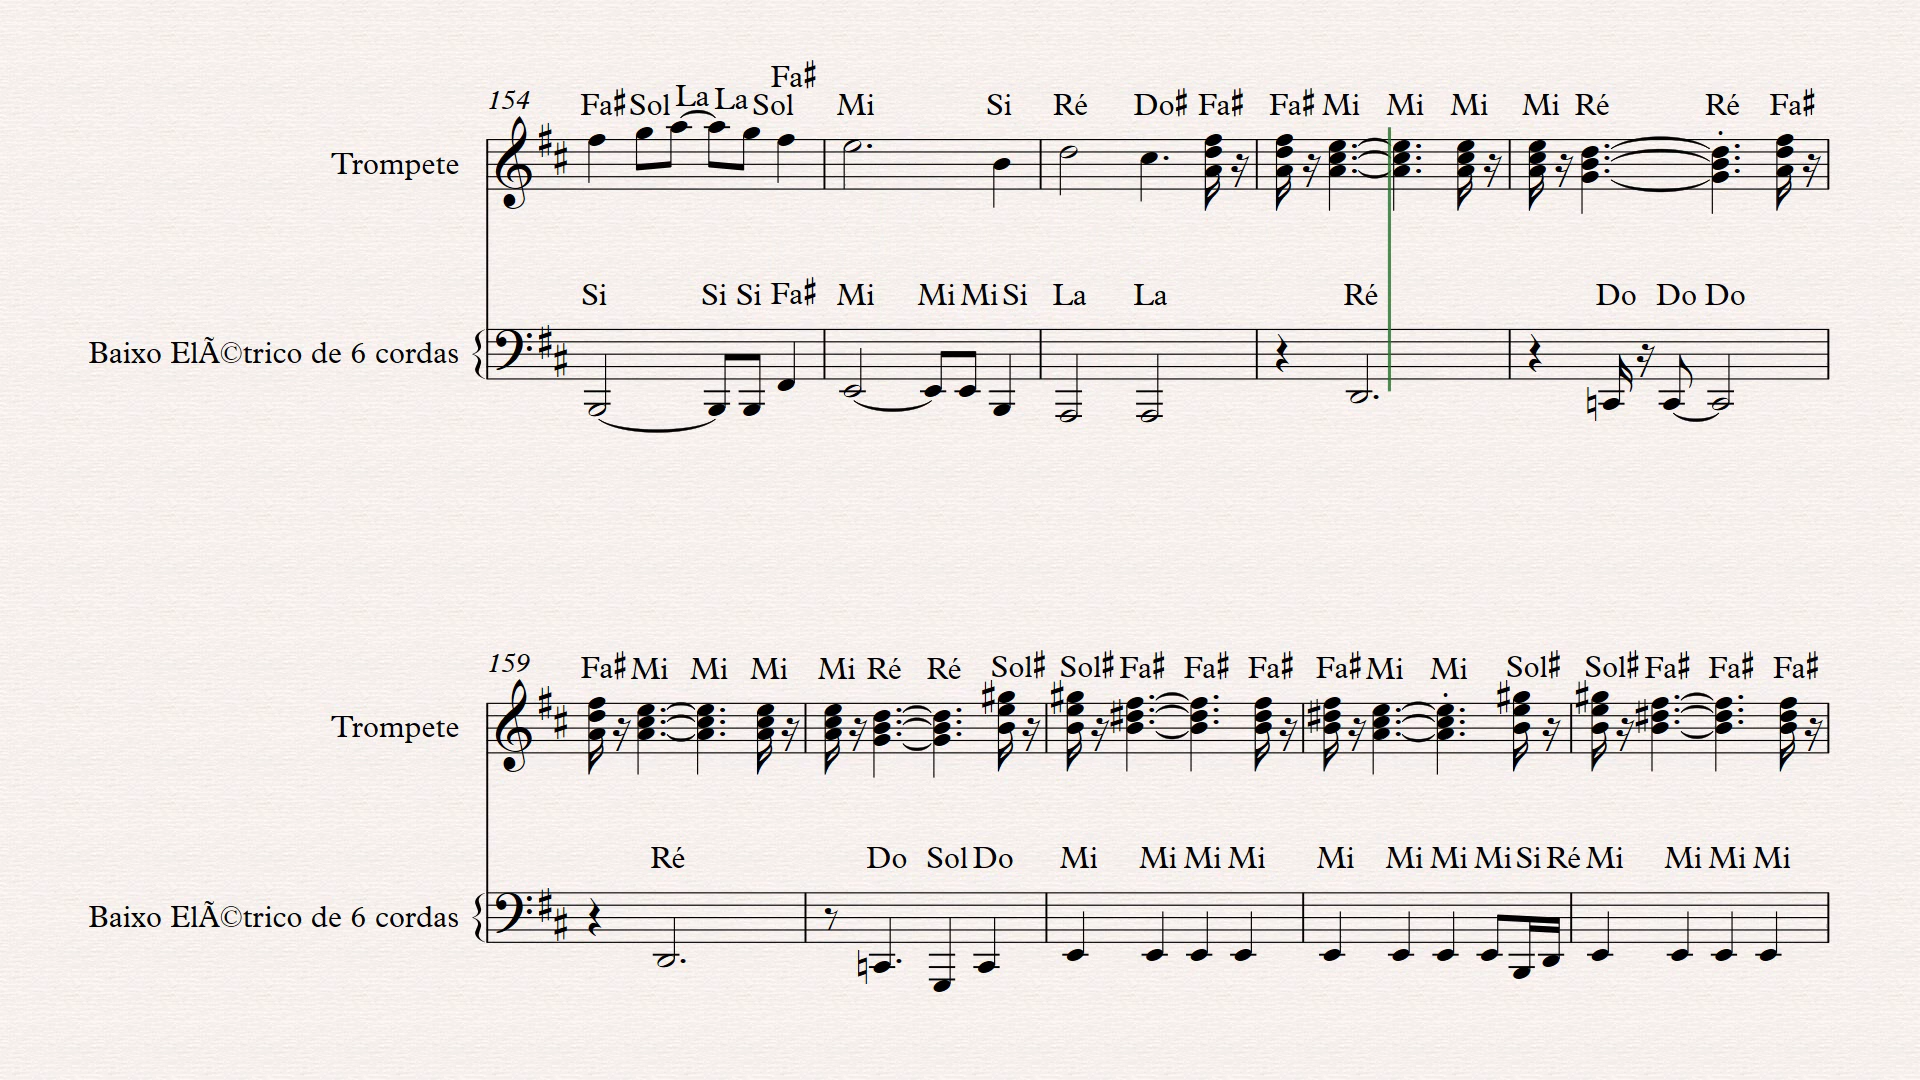 Fa♯
154 Fa♯ Sol La La Sol Mi Si Ré Do♯ Fa♯ Fa♯ Mi Mi Mi Mi Ré Ré Fa♯
Trompete
Si Si Si Fa♯ Mi Mi Mi Si La La Ré Do Do Do
Baixo ElÃ©trico de 6 cordas
159 Fa♯ Mi Mi Mi Mi Ré Ré Sol♯ Sol♯ Fa♯ Fa♯ Fa♯ Fa♯ Mi Mi Sol♯ Sol♯ Fa♯ Fa♯ Fa♯
Trompete
Ré Do Sol Do Mi Mi Mi Mi Mi Mi Mi Mi Si Ré Mi Mi Mi Mi
Baixo ElÃ©trico de 6 cordas